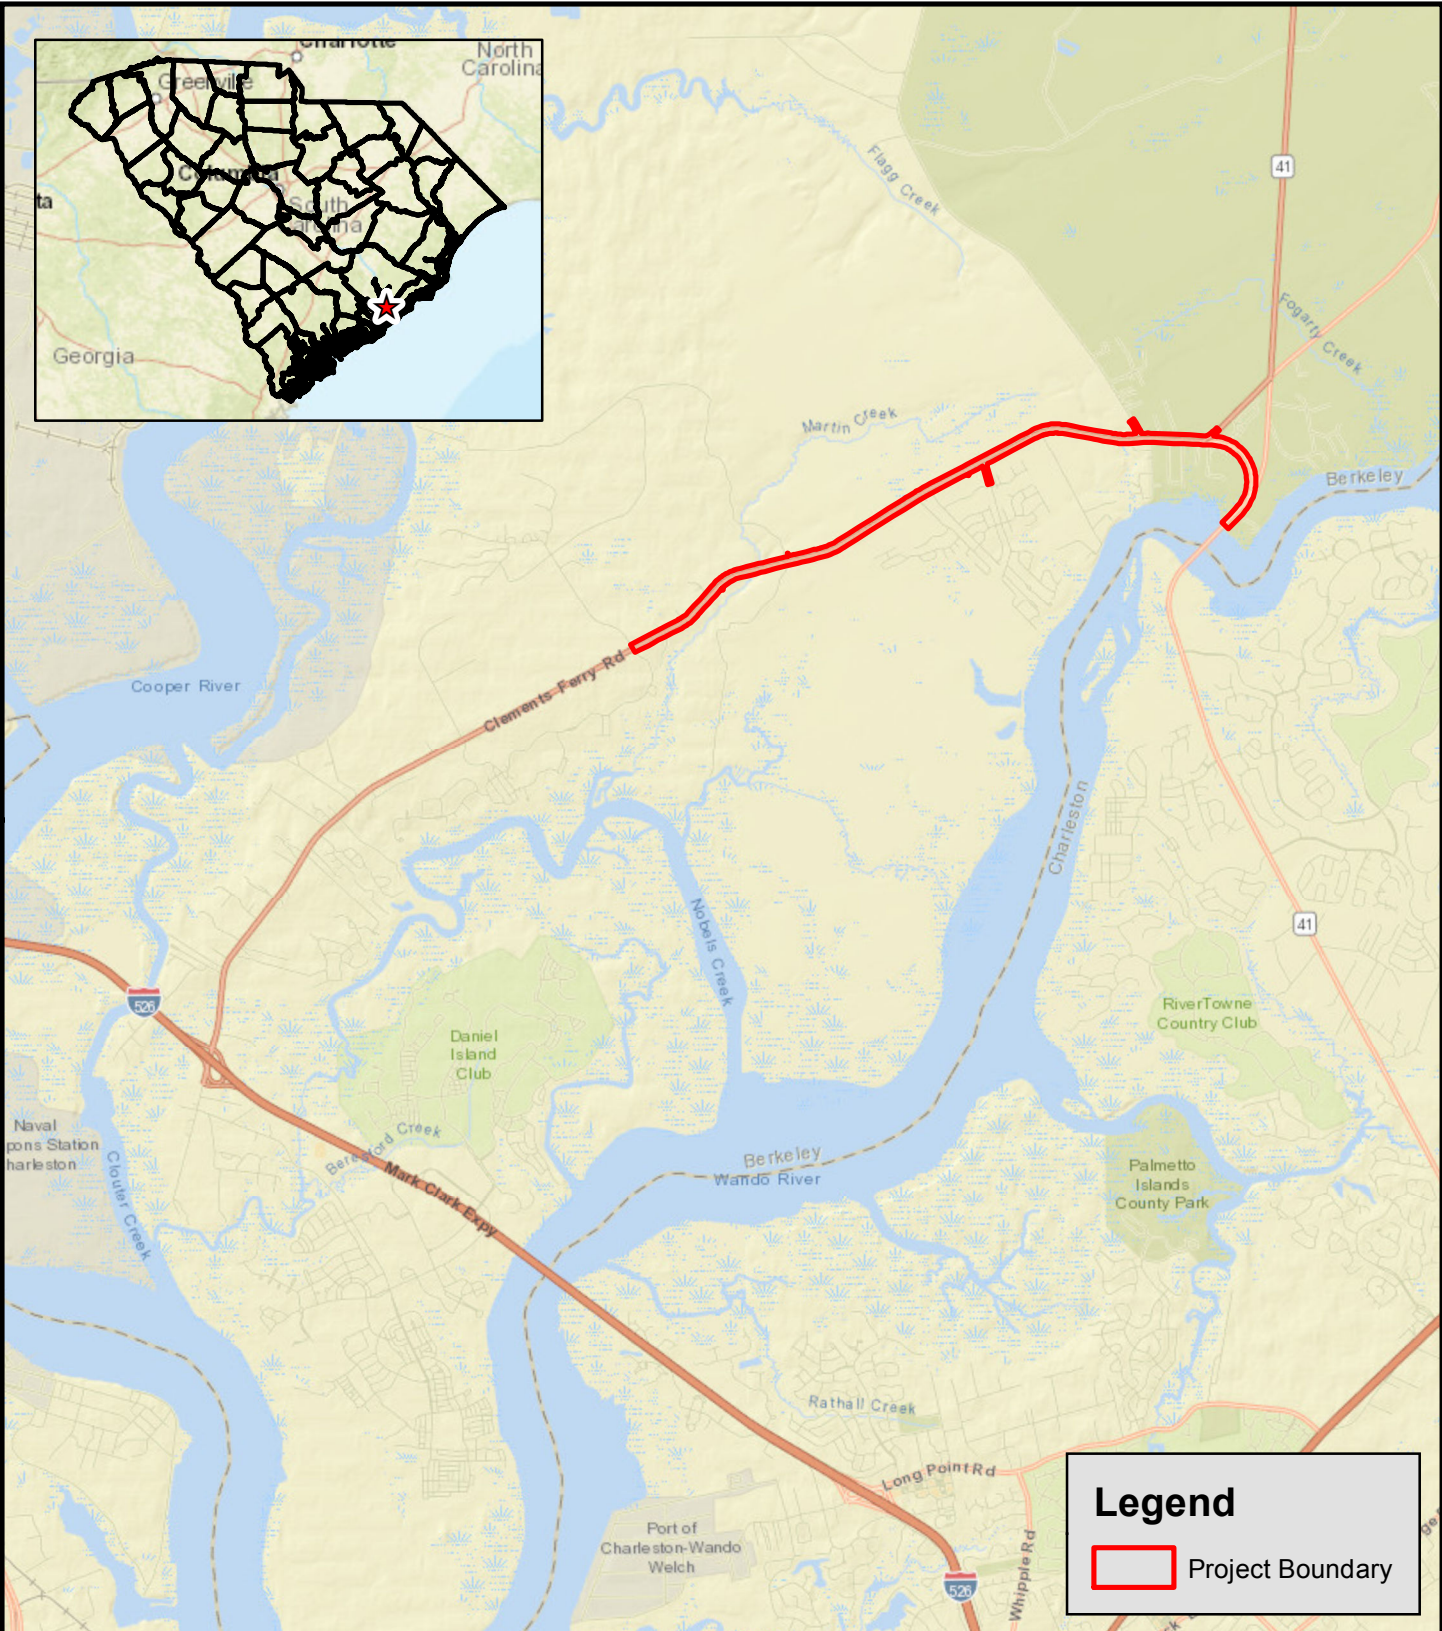 Charlotte
North
Carolina
Greenville
Columbia
South
Carolina
ta
Georgia
Flagg Creek
41
Fogarty Creek
Martin Creek
Berkeley
Cooper River
Clements Ferry Rd
Charleston
Nobels Creek
41
526
RiverTowne
Country Club
Daniel
Island
Club
Naval
pons Station
harleston
Clouter Creek
Beresford Creek
Mark Clark Expy
Berkeley
Wando River
Palmetto
Islands
County Park
Rathall Creek
Long Point Rd
Port of
Charleston-Wando
Welch
Whipple Rd
526
Legend
Project Boundary